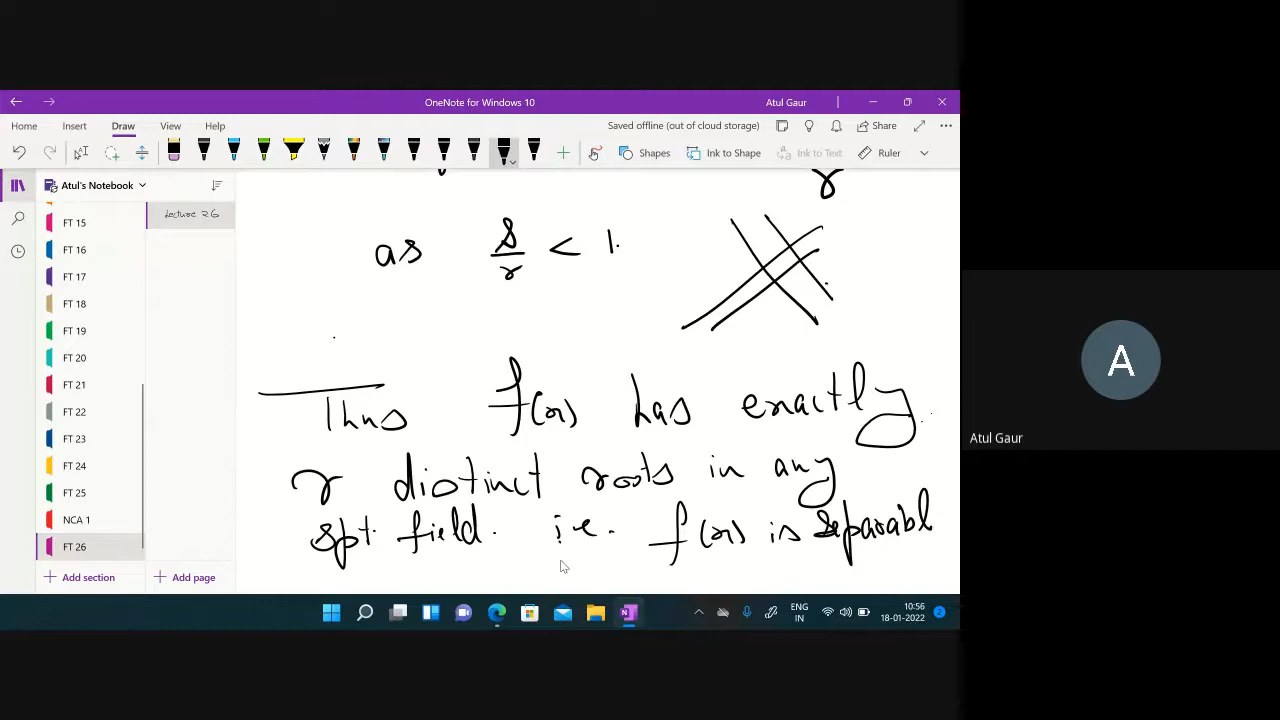 OneNote for Windows 10
Atul Gaur
Home Insert Draw View Help
Saved offline (out of cloud storage)
Share
Shapes
Ink to Shape
Ink to Text
Ruler
Atul's Notebook
Lecture 26
FT 15
FT 16
FT 17
FT 18
FT 19
FT 20
FT 21
FT 22
FT 23
FT 24
FT 25
NCA 1
FT 26
Add section
Add page
r
as s/r < 1.
Thus f(x) has exactly
r distinct roots in any
spt. field. i.e. f(x) is separabl
ENG
IN
10:56
18-01-2022
2
A
Atul Gaur